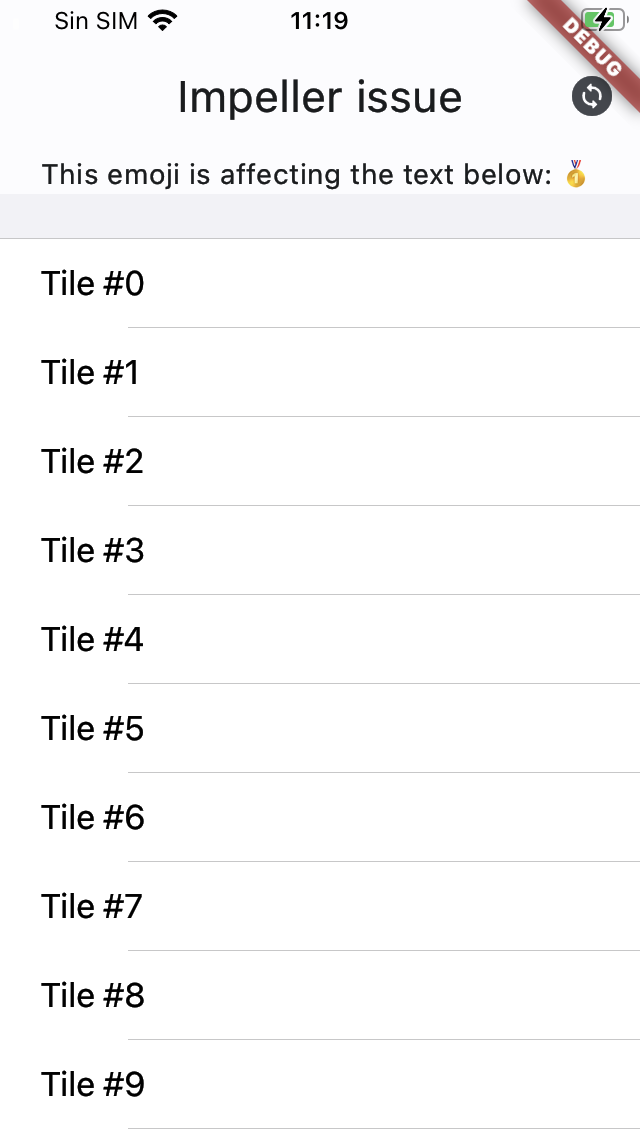 Sin SIM 11:19
DEBUG
Impeller issue
This emoji is affecting the text below: 🥇
Tile #0
Tile #1
Tile #2
Tile #3
Tile #4
Tile #5
Tile #6
Tile #7
Tile #8
Tile #9